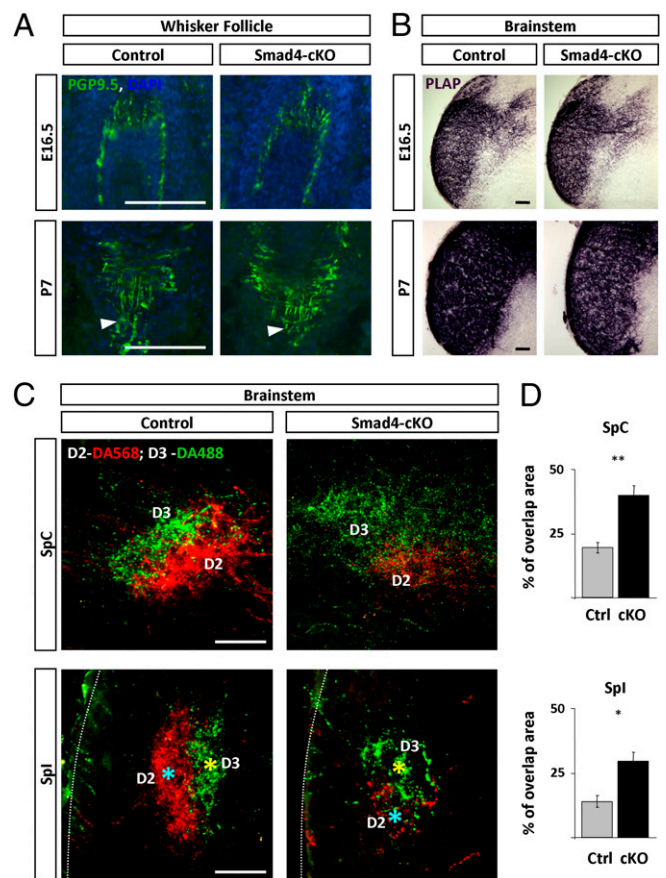 A
Whisker Follicle
Control
Smad4-cKO
E16.5
PGP9.5, DAPI
P7
B
Brainstem
Control
Smad4-cKO
E16.5
PLAP
P7
C
Brainstem
Control
Smad4-cKO
SpC
D2-DA568; D3 -DA488
D3
D2
D3
D2
SpI
D2
D3
D3
D2
D
SpC
**
% of overlap area
50
25
Ctrl cKO
SpI
*
% of overlap area
50
25
Ctrl cKO